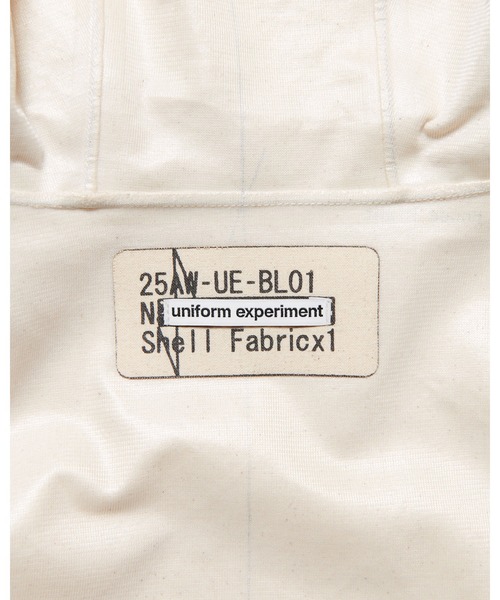 25AW-UE-BL01
uniform experiment
Shell Fabricx1